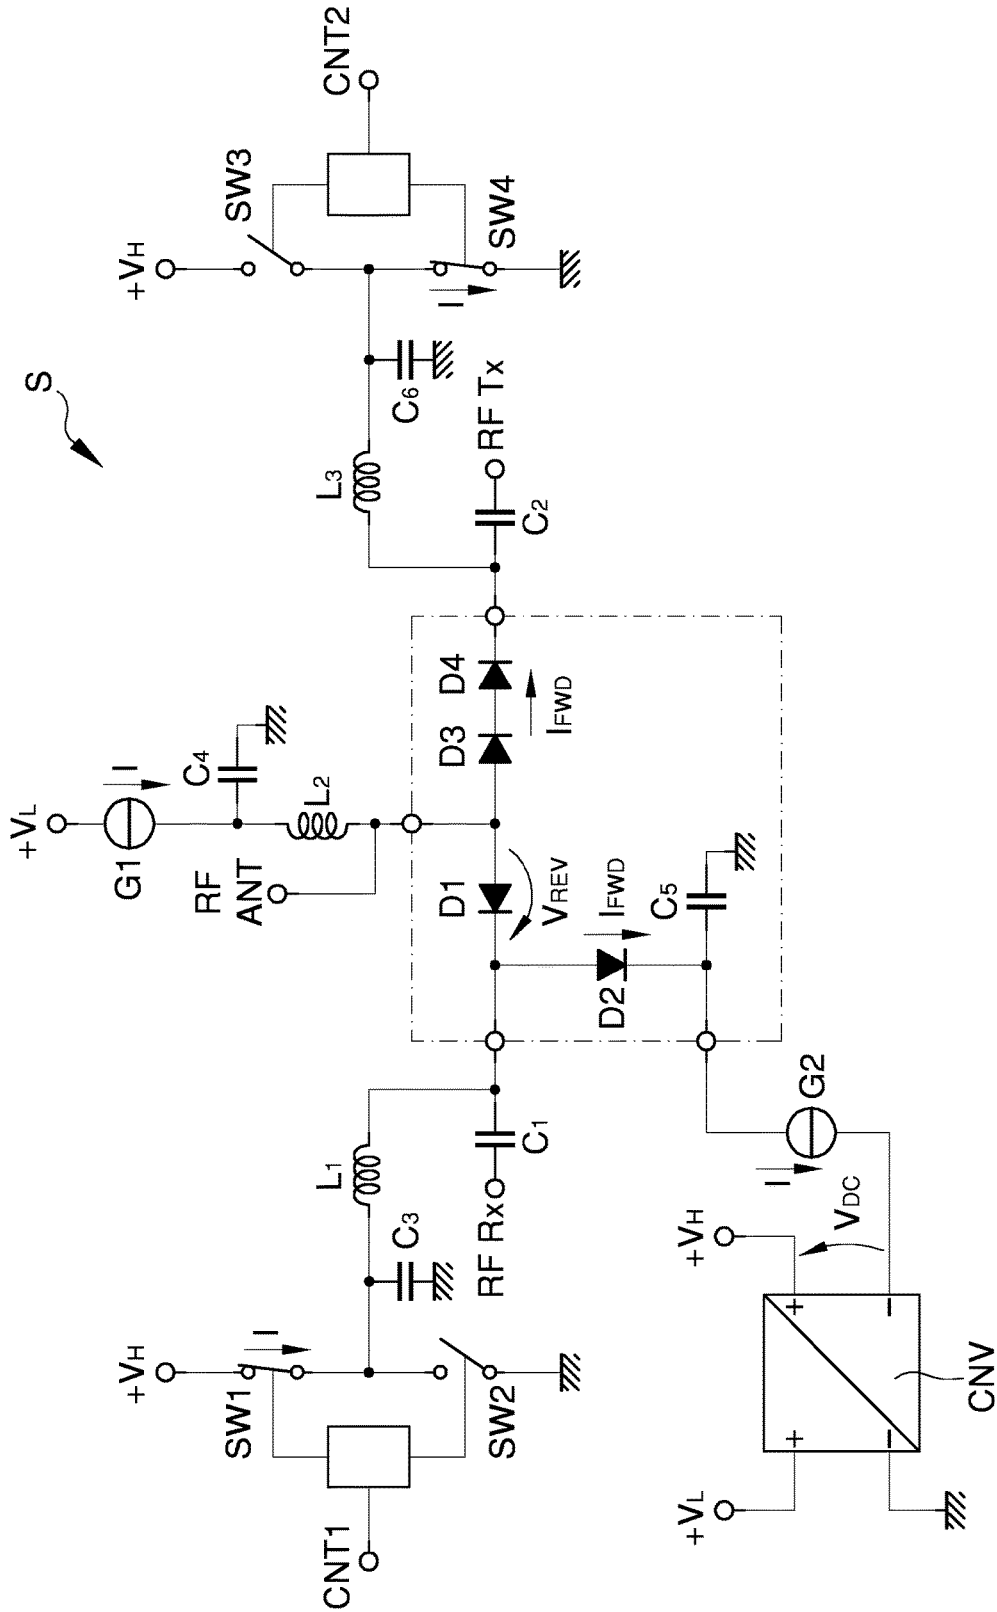 S
CNT2
+VH
SW3
SW4
I
C6
L3
RF Tx
C2
+VL
G1
I
C4
L2
RF
ANT
D4
D3
IFWD
D1
VREV
IFWD
D2
C5
L1
C1
RF Rx
C3
+VH
SW1
I
SW2
CNT1
G2
I
VDC
+VH
+
−
+
−
+VL
CNV